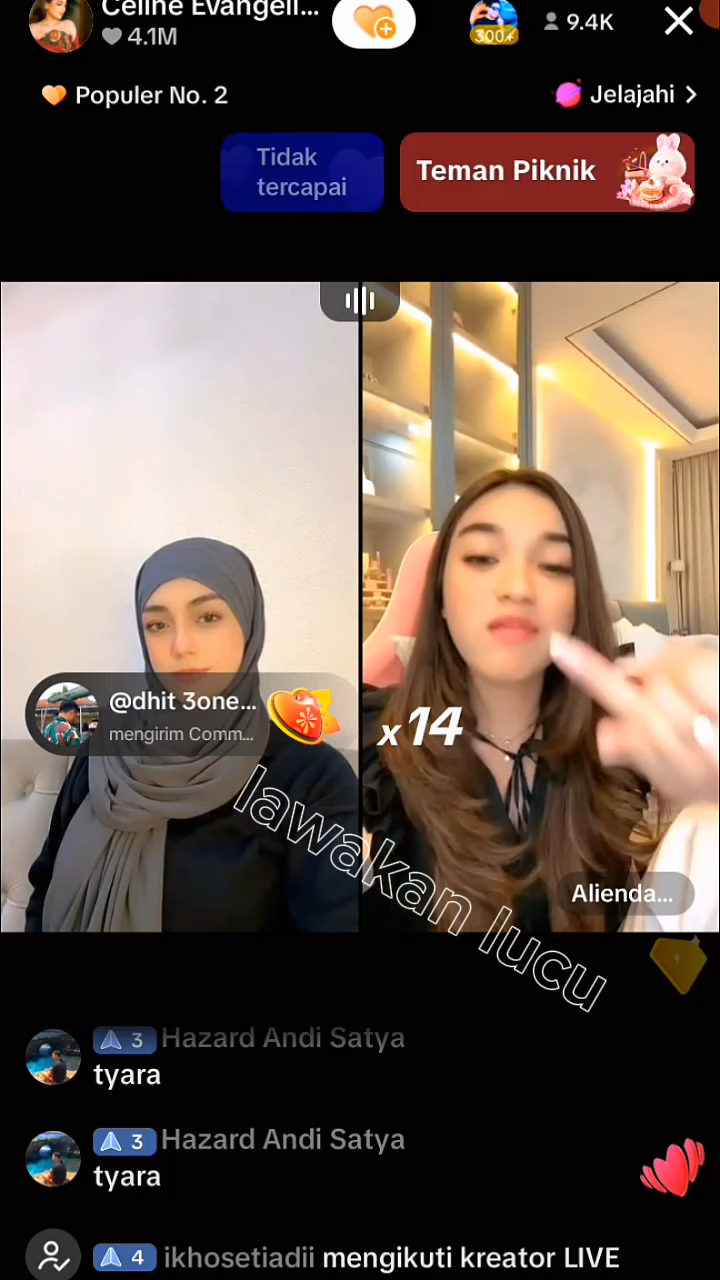 Celine Evangeli...
4.1M
300+
9.4K
Populer No. 2
Jelajahi
Tidak
tercapai
Teman Piknik
@dhit 3one...
mengirim Comm...
x14
lawakan lucu
Alienda...
3 Hazard Andi Satya
tyara
3 Hazard Andi Satya
tyara
4 ikhosetiadii mengikuti kreator LIVE